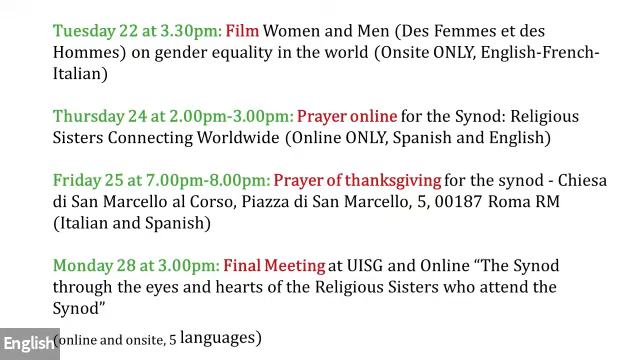 Tuesday 22 at 3.30pm: Film Women and Men (Des Femmes et des
Hommes) on gender equality in the world (Onsite ONLY, English-French-
Italian)
Thursday 24 at 2.00pm-3.00pm: Prayer online for the Synod: Religious
Sisters Connecting Worldwide (Online ONLY, Spanish and English)
Friday 25 at 7.00pm-8.00pm: Prayer of thanksgiving for the synod - Chiesa
di San Marcello al Corso, Piazza di San Marcello, 5, 00187 Roma RM
(Italian and Spanish)
Monday 28 at 3.00pm: Final Meeting at UISG and Online “The Synod
through the eyes and hearts of the Religious Sisters who attend the
Synod”
(online and onsite, 5 languages)
English